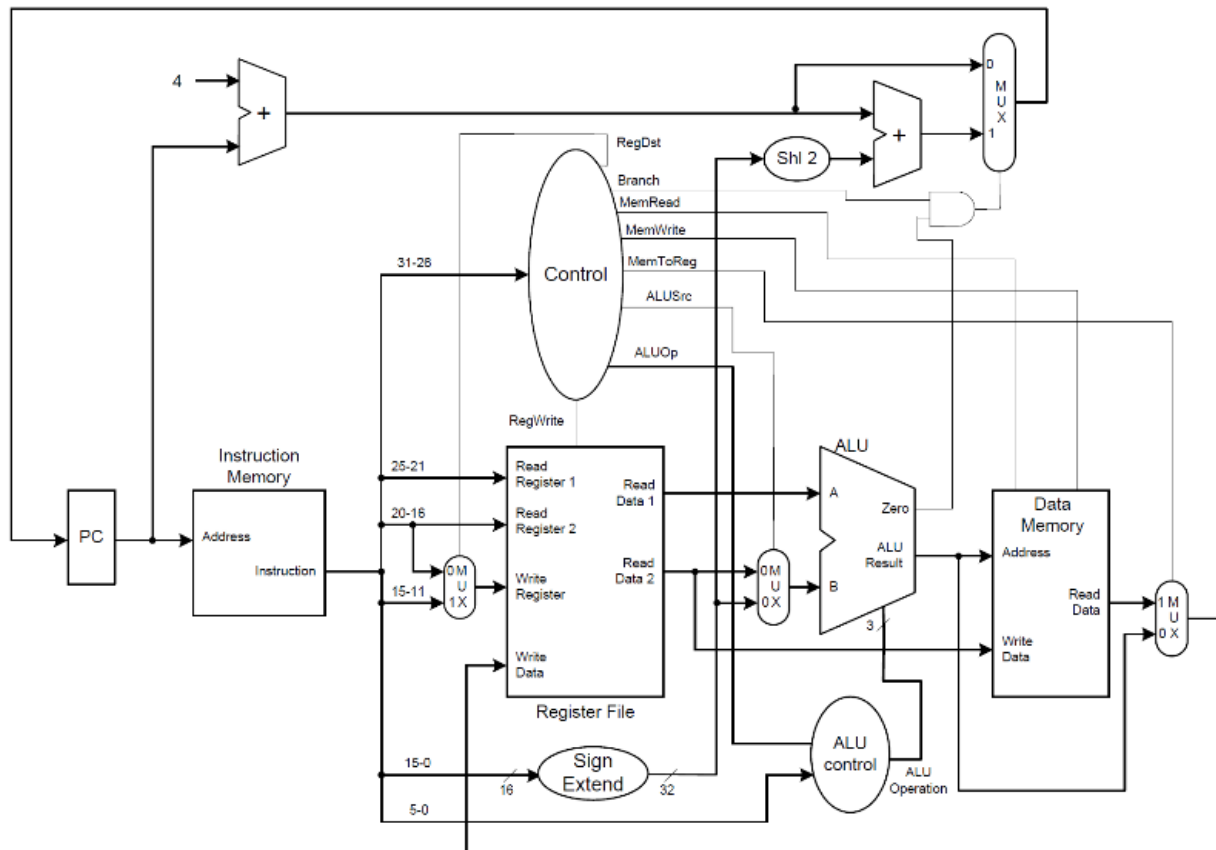 4
+
+
0
M
U
X
1
Shl 2
RegDst
Branch
MemRead
MemWrite
MemToReg
ALUSrc
ALUOp
RegWrite
Control
31-26
Instruction
Memory
Address
Instruction
PC
25-21
20-16
15-11
0 M
U
1 X
Read
Register 1
Read
Register 2
Write
Register
Write
Data
Read
Data 1
Read
Data 2
Register File
0 M
U
0 X
ALU
A
B
Zero
ALU
Result
3
Data
Memory
Address
Read
Data
Write
Data
1 M
U
0 X
15-0
16
Sign
Extend
32
5-0
ALU
control
ALU
Operation